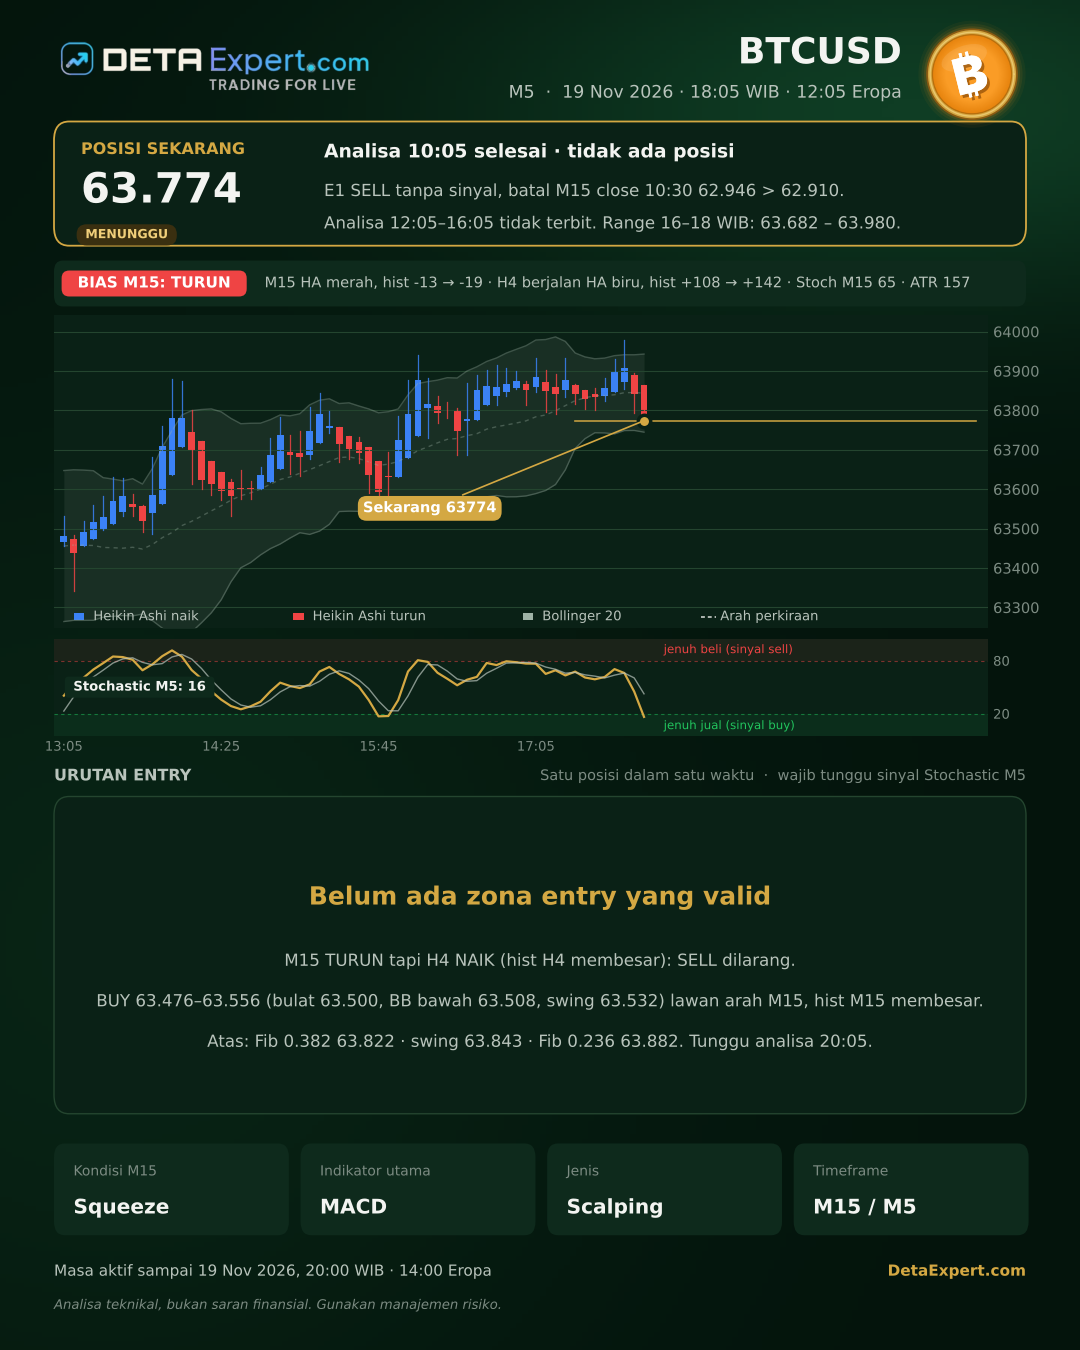 DETA Expert.com
TRADING FOR LIVE
BTCUSD
M5 · 19 Nov 2026 · 18:05 WIB · 12:05 Eropa
POSISI SEKARANG
63.774
MENUNGGU
Analisa 10:05 selesai · tidak ada posisi
E1 SELL tanpa sinyal, batal M15 close 10:30 62.946 > 62.910.
Analisa 12:05–16:05 tidak terbit. Range 16–18 WIB: 63.682 – 63.980.
BIAS M15: TURUN
M15 HA merah, hist -13 → -19 · H4 berjalan HA biru, hist +108 → +142 · Stoch M15 65 · ATR 157
64000
63900
63800
63700
63600
63500
63400
63300
Sekarang 63774
Heikin Ashi naik
Heikin Ashi turun
Bollinger 20
Arah perkiraan
jenuh beli (sinyal sell)
80
Stochastic M5: 16
20
jenuh jual (sinyal buy)
13:05
14:25
15:45
17:05
URUTAN ENTRY
Satu posisi dalam satu waktu · wajib tunggu sinyal Stochastic M5
Belum ada zona entry yang valid
M15 TURUN tapi H4 NAIK (hist H4 membesar): SELL dilarang.
BUY 63.476–63.556 (bulat 63.500, BB bawah 63.508, swing 63.532) lawan arah M15, hist M15 membesar.
Atas: Fib 0.382 63.822 · swing 63.843 · Fib 0.236 63.882. Tunggu analisa 20:05.
Kondisi M15
Squeeze
Indikator utama
MACD
Jenis
Scalping
Timeframe
M15 / M5
Masa aktif sampai 19 Nov 2026, 20:00 WIB · 14:00 Eropa
DetaExpert.com
Analisa teknikal, bukan saran finansial. Gunakan manajemen risiko.